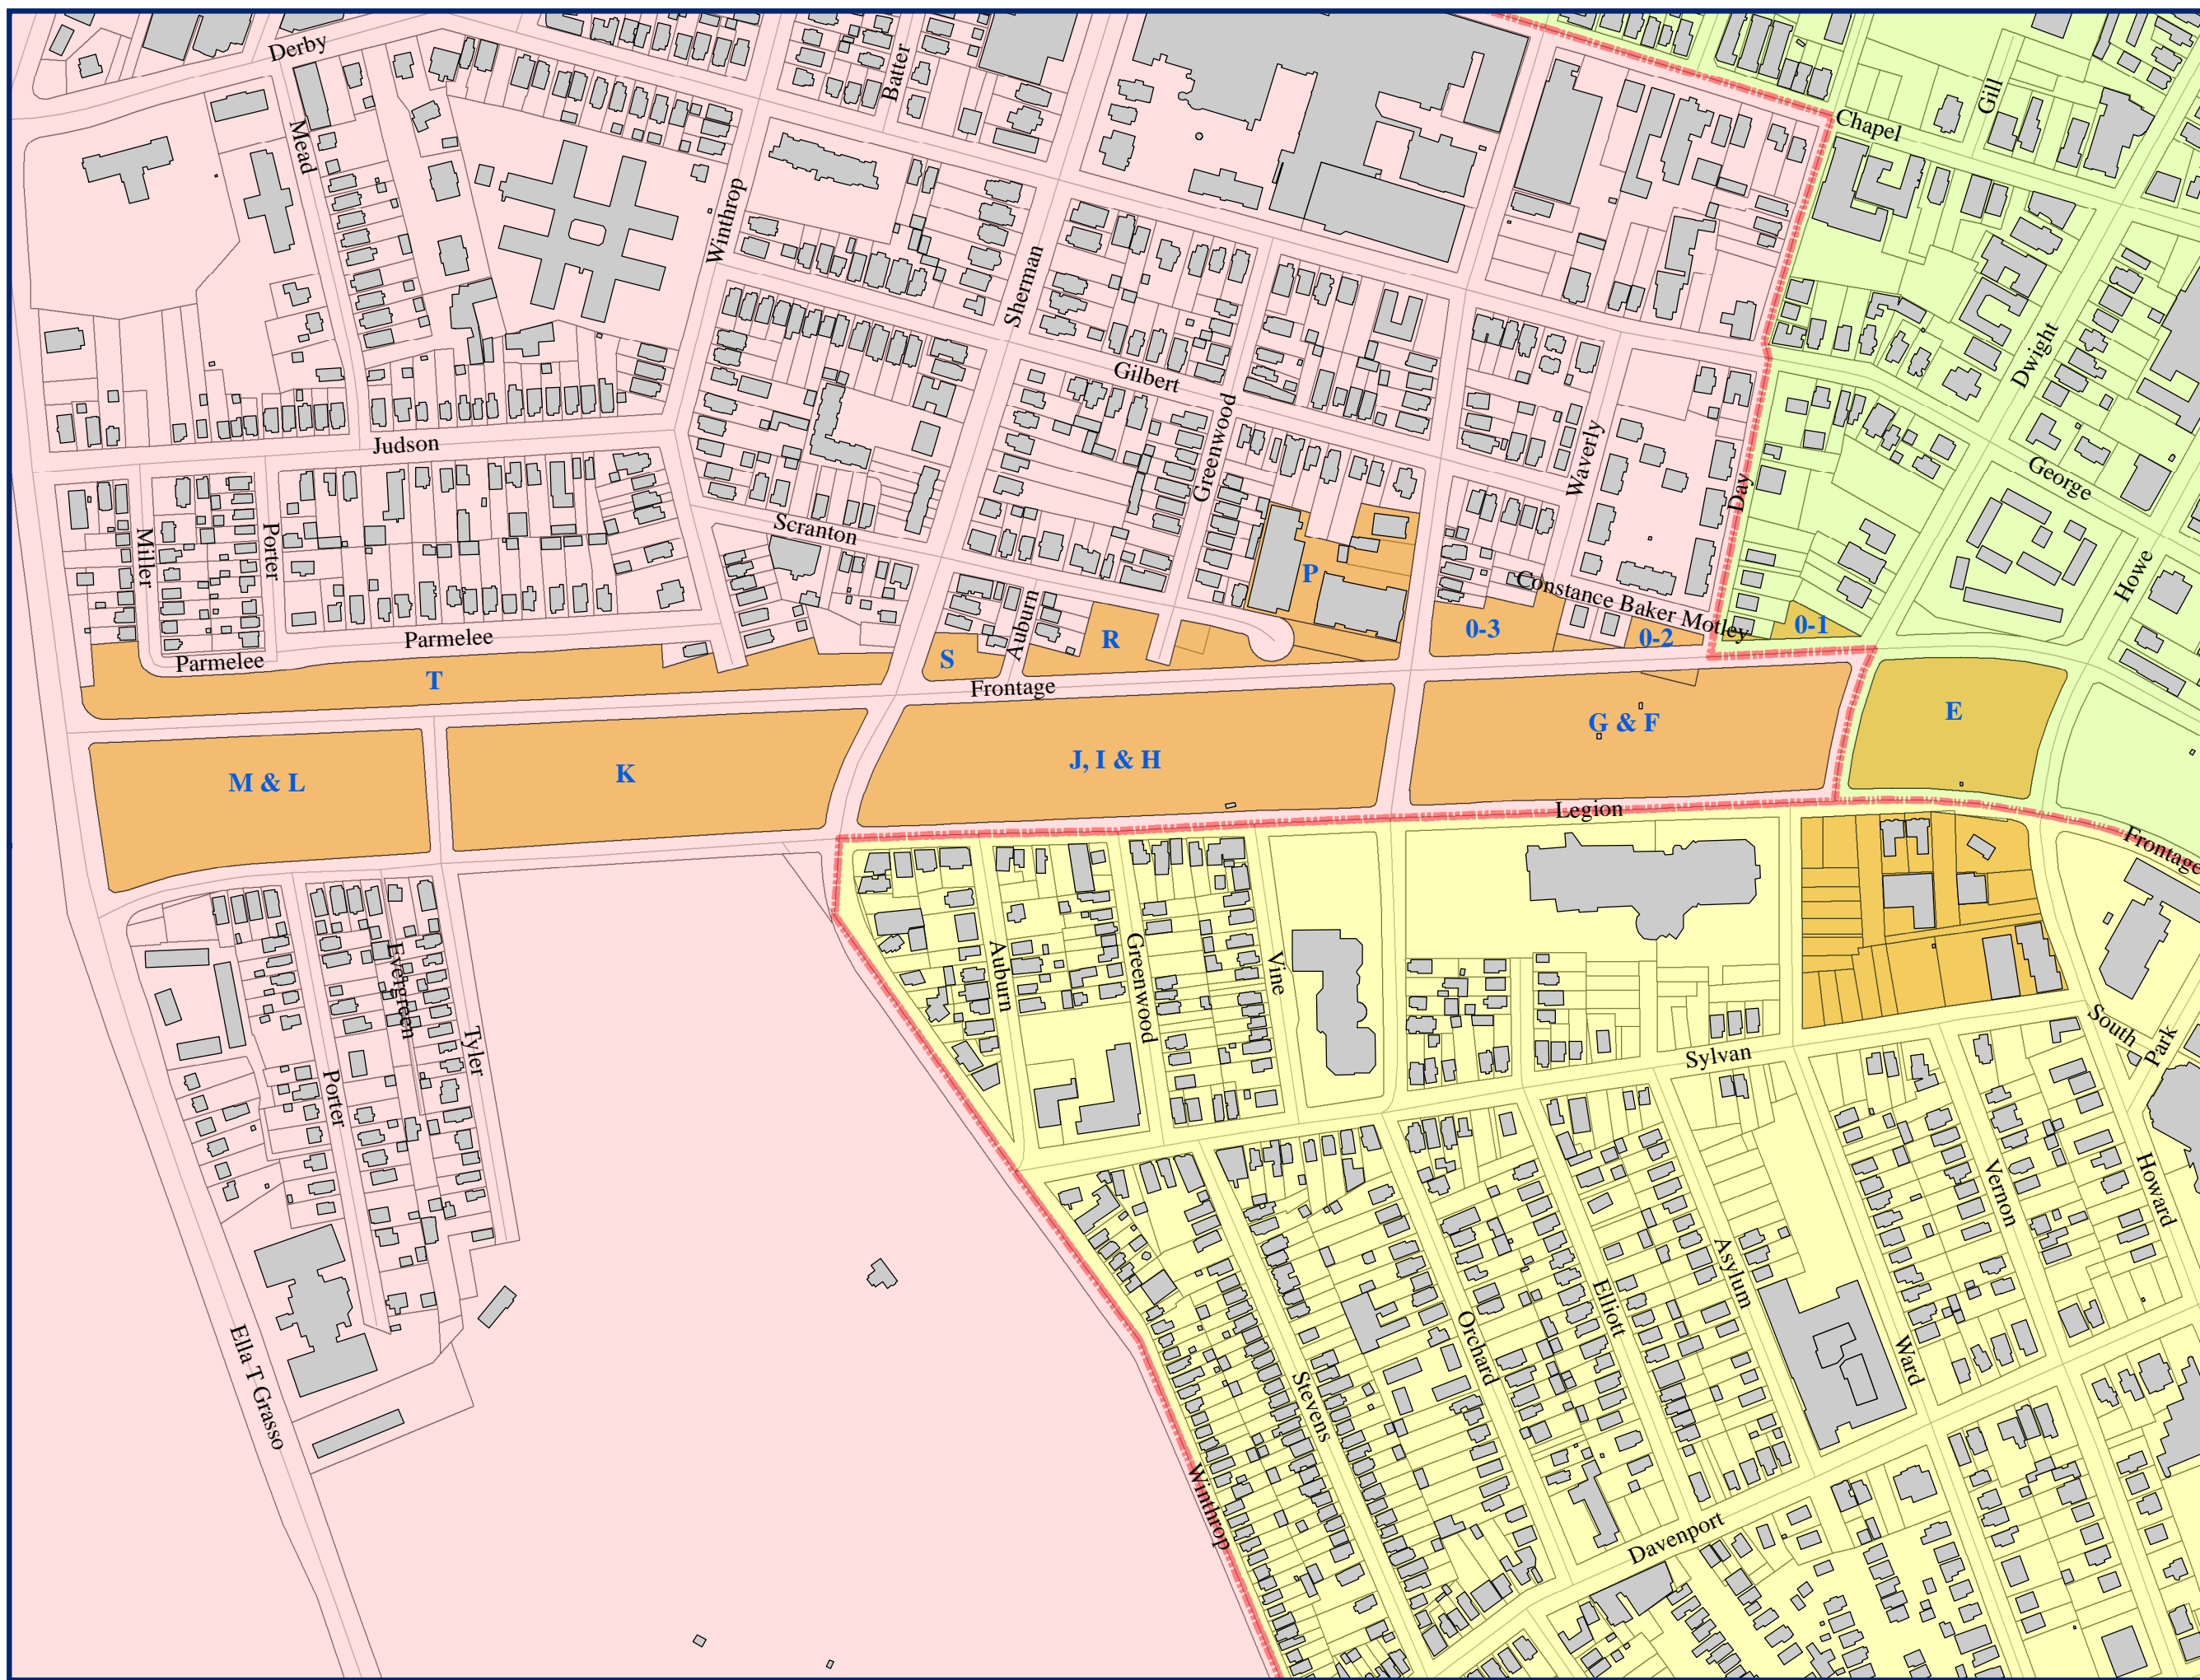 Derby
Batter
Gill
Chapel
Mead
Winthrop
Sherman
Dwight
Gilbert
Greenwood
Waverly
Judson
George
Day
Scranton
Miller
Porter
Howe
P
Constance Baker Motley
Auburn
R
0-3
0-2
0-1
Parmelee
Parmelee
S
T
Frontage
E
G & F
J, I & H
K
M & L
Legion
Frontage
Evergreen
Auburn
Greenwood
Vine
South
Park
Tyler
Sylvan
Porter
Vernon
Howard
Asylum
Elliott
Orchard
Ward
Ella T Grasso
Stevens
Winthrop
Davenport